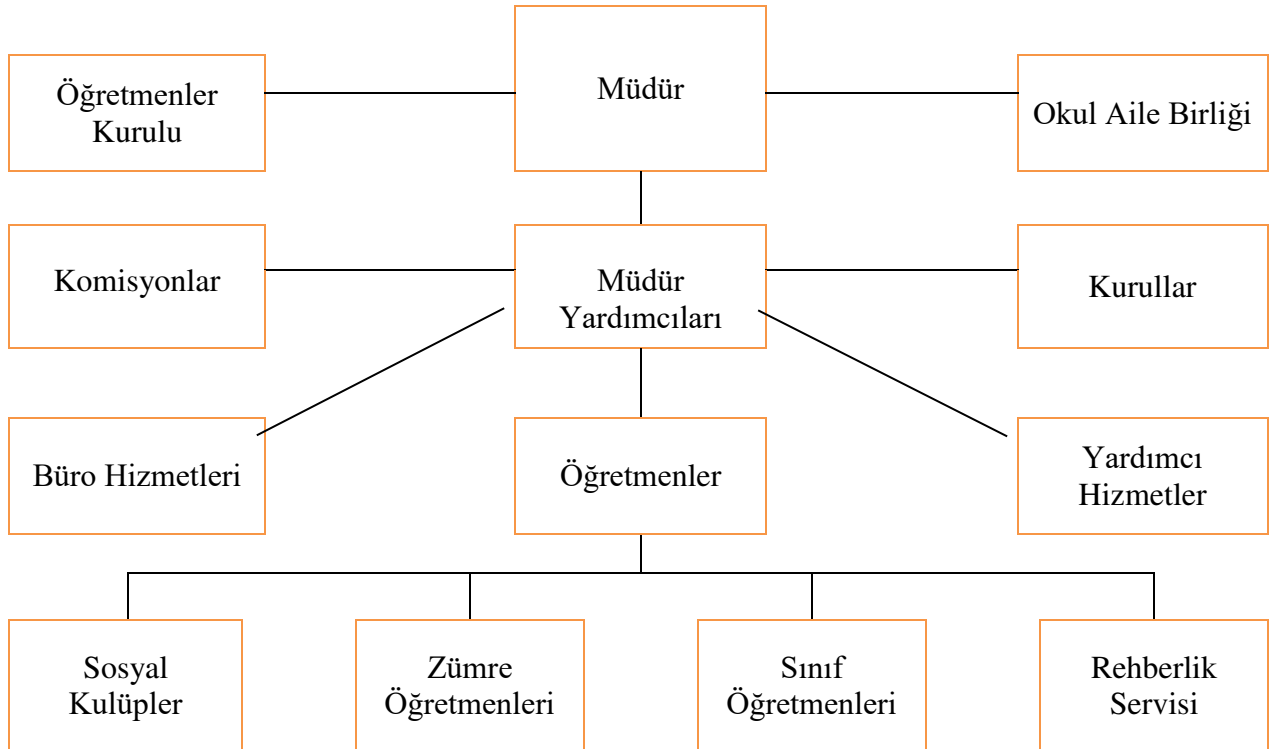 Müdür
Öğretmenler
Kurulu
Okul Aile Birliği
Komisyonlar
Müdür
Yardımcıları
Kurullar
Büro Hizmetleri
Öğretmenler
Yardımcı
Hizmetler
Sosyal
Kulüpler
Zümre
Öğretmenleri
Sınıf
Öğretmenleri
Rehberlik
Servisi